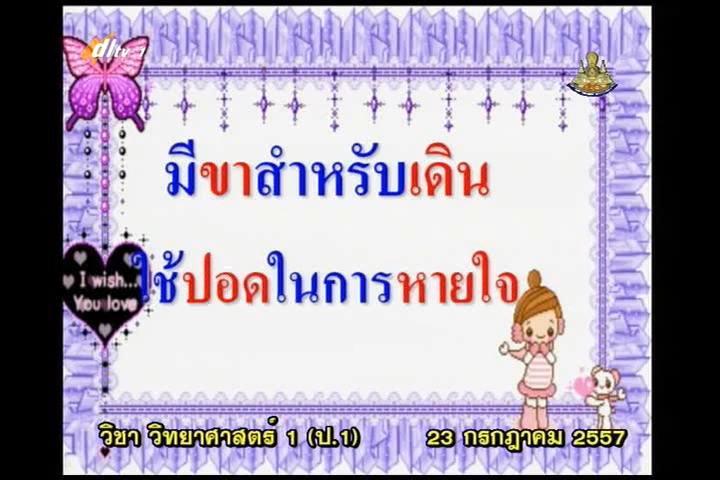 dltv 1
มีขาสำหรับเดิน
ใช้ปอดในการหายใจ
I wish...
You love
วิชา วิทยาศาสตร์ 1 (ป.1) 23 กรกฎาคม 2557